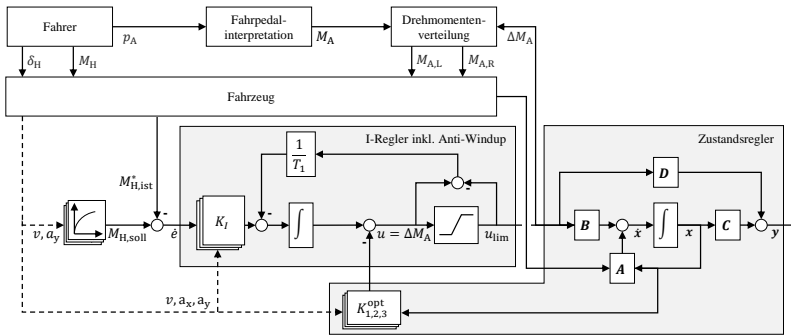 Fahrer
p_A
Fahrpedal-
interpretation
M_A
Drehmomenten-
verteilung
ΔM_A
δ_H
M_H
M_A,L
M_A,R
Fahrzeug
I-Regler inkl. Anti-Windup
Zustandsregler
1
T_1
M*_H,ist
D
-
-
-
K_I
∫
u = ΔM_A
u_lim
B
ẋ
∫
x
C
y
v, a_y
M_H,soll
ė
-
A
v, a_x, a_y
K^opt_1,2,3